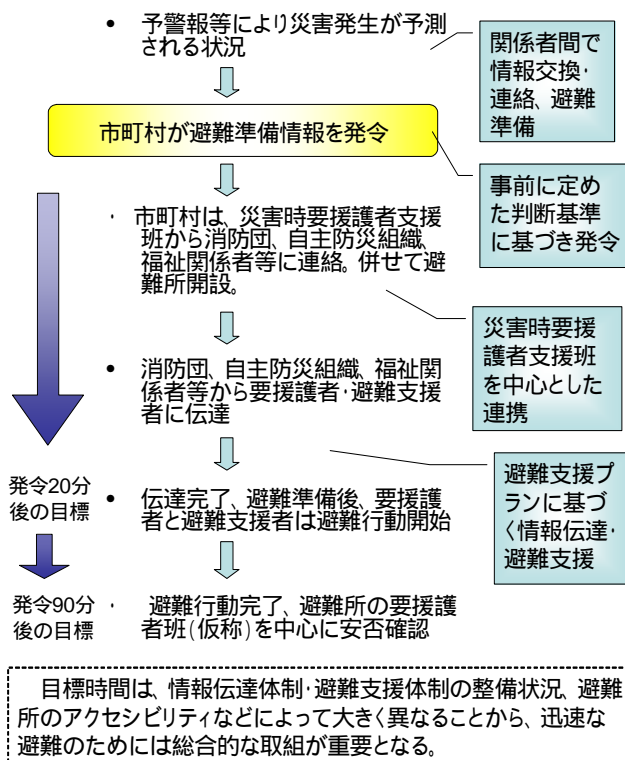 • 予警報等により災害発生が予測
される状況
関係者間で
情報交換・
連絡、避難
準備
市町村が避難準備情報を発令
事前に定め
た判断基準
に基づき発令
・ 市町村は、災害時要援護者支援
班から消防団、自主防災組織、
福祉関係者等に連絡。併せて避
難所開設。
災害時要援
護者支援班
を中心とした
連携
• 消防団、自主防災組織、福祉関
係者等から要援護者・避難支援
者に伝達
避難支援プ
ランに基づ
く情報伝達・
避難支援
発令20分
後の目標
• 伝達完了、避難準備後、要援護
者と避難支援者は避難行動開始
発令90分
後の目標
・ 避難行動完了、避難所の要援護
者班(仮称)を中心に安否確認
目標時間は、情報伝達体制・避難支援体制の整備状況、避難
所のアクセシビリティなどによって大きく異なることから、迅速な
避難のためには総合的な取組が重要となる。